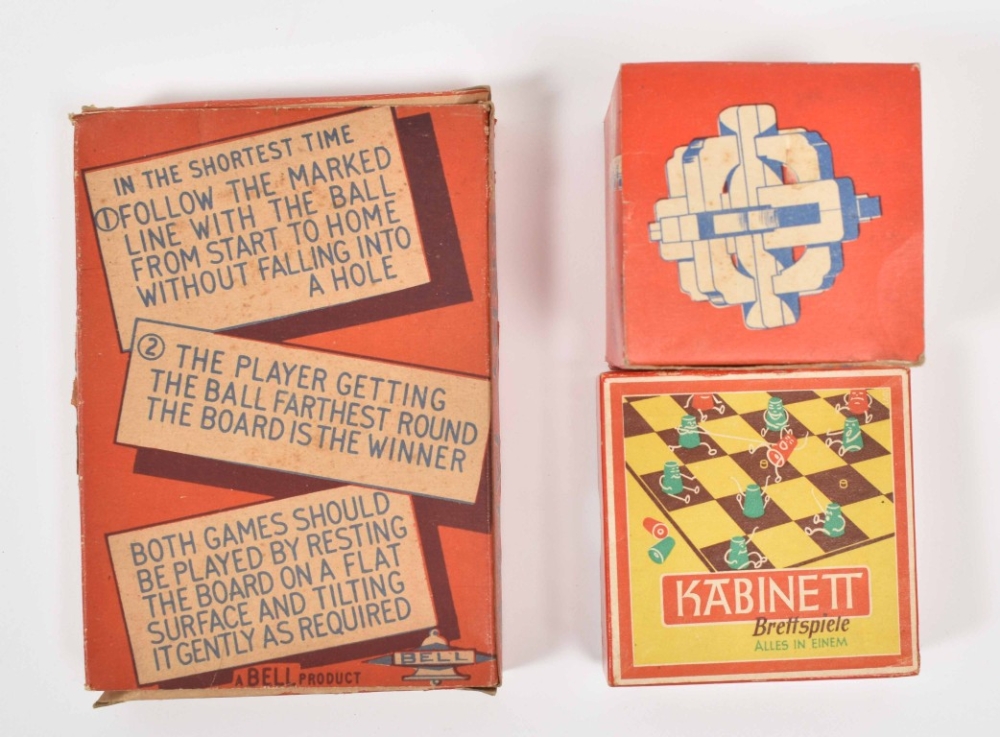 IN THE SHORTEST TIME
① FOLLOW THE MARKED
LINE WITH THE BALL
FROM START TO HOME
WITHOUT FALLING INTO
A HOLE
② THE PLAYER GETTING
THE BALL FARTHEST ROUND
THE BOARD IS THE WINNER
BOTH GAMES SHOULD
BE PLAYED BY RESTING
THE BOARD ON A FLAT
SURFACE AND TILTING
IT GENTLY AS REQUIRED
BELL
A BELL PRODUCT
KABINETT
Brettspiele
ALLES IN EINEM